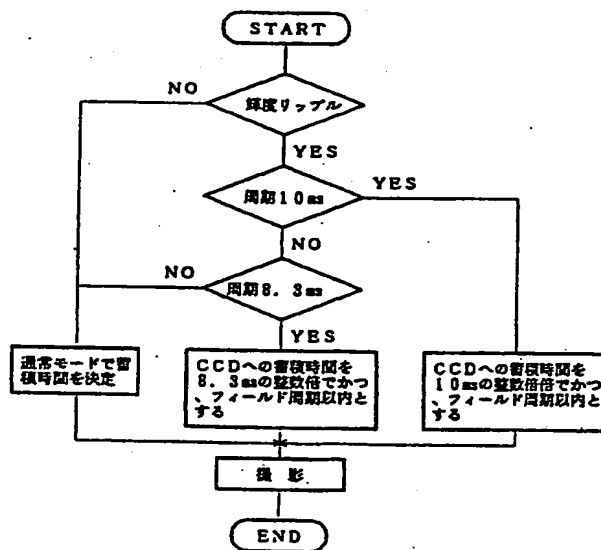 START
NO
輝度リップル
YES
周期10ms
YES
NO
NO
周期8.3ms
YES
通常モードで蓄
積時間を決定
CCDへの蓄積時間を
8.3msの整数倍でかつ
、フィールド周期以内と
する
CCDへの蓄積時間を
10msの整数倍倍でかつ
、フィールド周期以内と
する
撮影
END